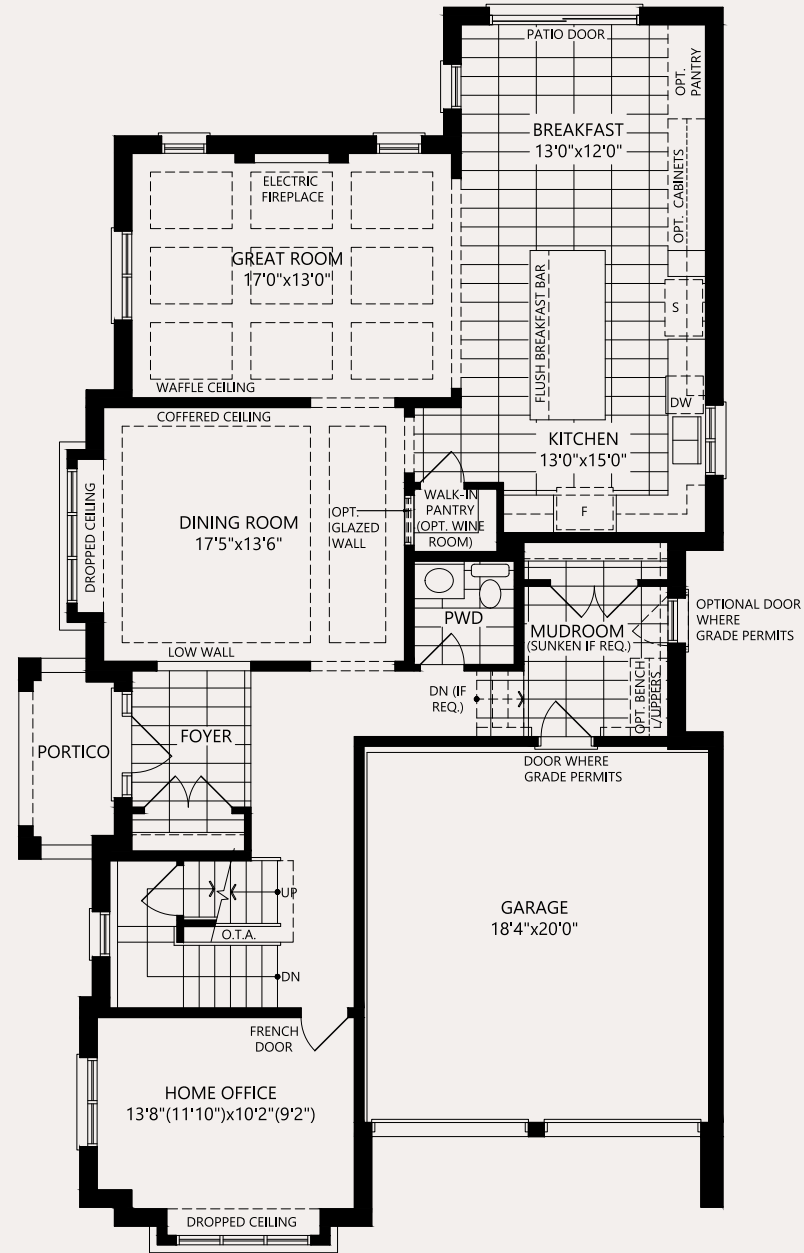 PATIO DOOR
OPT.
PANTRY
BREAKFAST
13'0"x12'0"
OPT. CABINETS
ELECTRIC
FIREPLACE
GREAT ROOM
17'0"x13'0"
WAFFLE CEILING
FLUSH BREAKFAST BAR
S
DW
COFFERED CEILING
KITCHEN
13'0"x15'0"
DROPPED CEILING
DINING ROOM
17'5"x13'6"
OPT.
GLAZED
WALL
WALK-IN
PANTRY
(OPT. WINE
ROOM)
F
LOW WALL
PWD
MUDROOM
(SUNKEN IF REQ.)
OPTIONAL DOOR
WHERE
GRADE PERMITS
OPT. BENCH
/UPPERS
DN (IF
REQ.)
PORTICO
FOYER
DOOR WHERE
GRADE PERMITS
UP
O.T.A.
DN
GARAGE
18'4"x20'0"
FRENCH
DOOR
HOME OFFICE
13'8"(11'10")x10'2"(9'2")
DROPPED CEILING